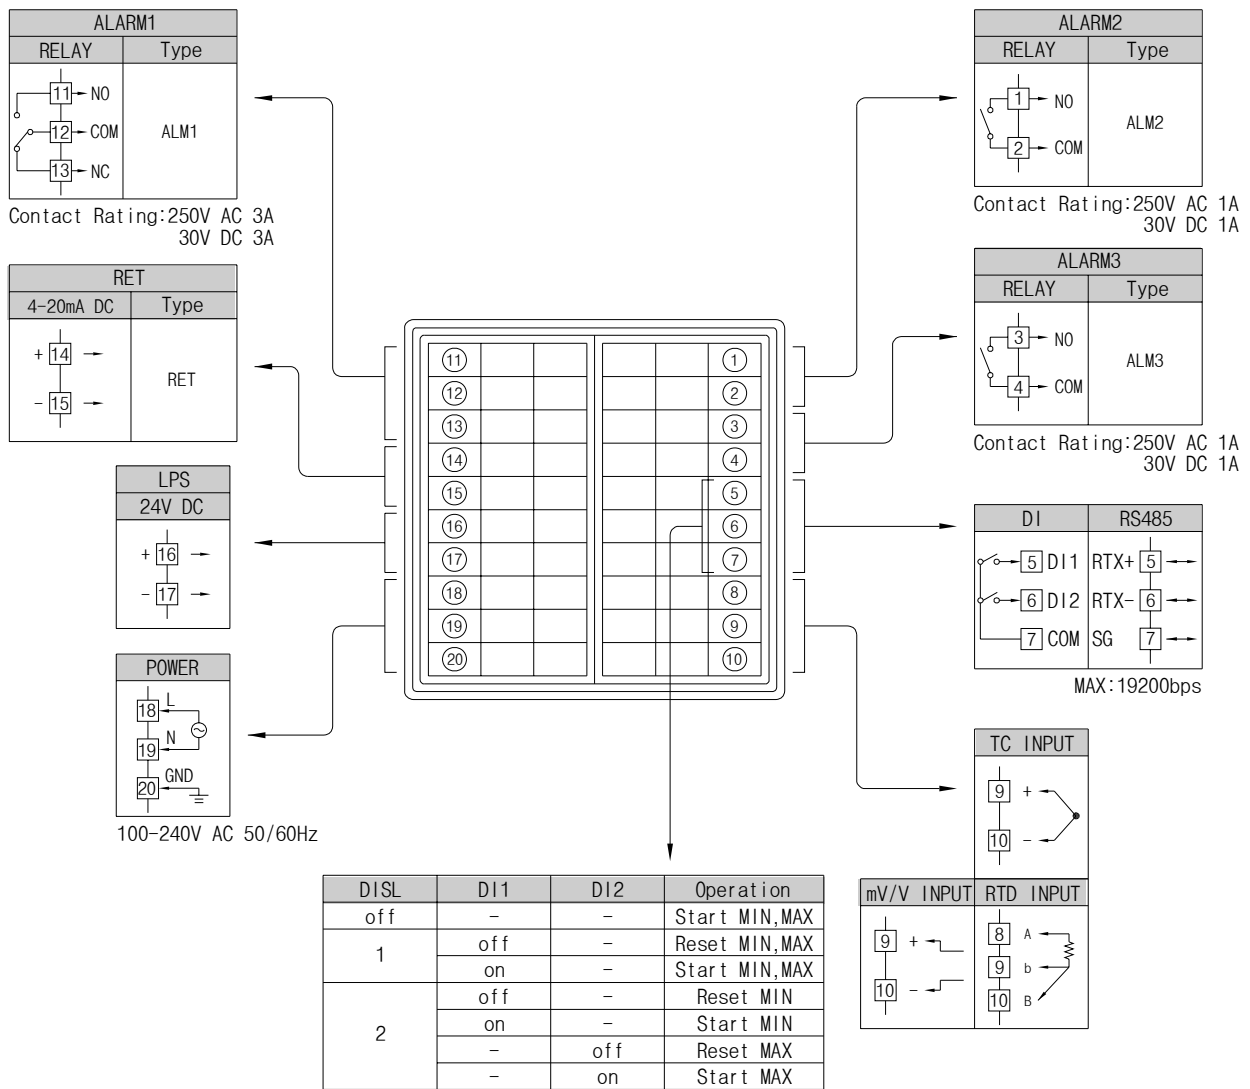 ALARM1
RELAY Type
11 NO
12 COM ALM1
13 NC
Contact Rating:250V AC 3A
30V DC 3A
ALARM2
RELAY Type
1 NO
ALM2
2 COM
Contact Rating:250V AC 1A
30V DC 1A
RET
4-20mA DC Type
+ 14
RET
- 15
ALARM3
RELAY Type
3 NO
ALM3
4 COM
Contact Rating:250V AC 1A
30V DC 1A
LPS
24V DC
+ 16
- 17
POWER
18 L
19 N
20 GND
100-240V AC 50/60Hz
11 1
12 2
13 3
14 4
15 5
16 6
17 7
18 8
19 9
20 10
DI RS485
5 DI1 RTX+ 5
6 DI2 RTX- 6
7 COM SG 7
MAX:19200bps
TC INPUT
9 +
10 -
mV/V INPUT RTD INPUT
9 + 8 A
9 b
10 - 10 B
DISL DI1 DI2 Operation
off - - Start MIN,MAX
1 off - Reset MIN,MAX
on - Start MIN,MAX
2 off - Reset MIN
on - Start MIN
- off Reset MAX
- on Start MAX